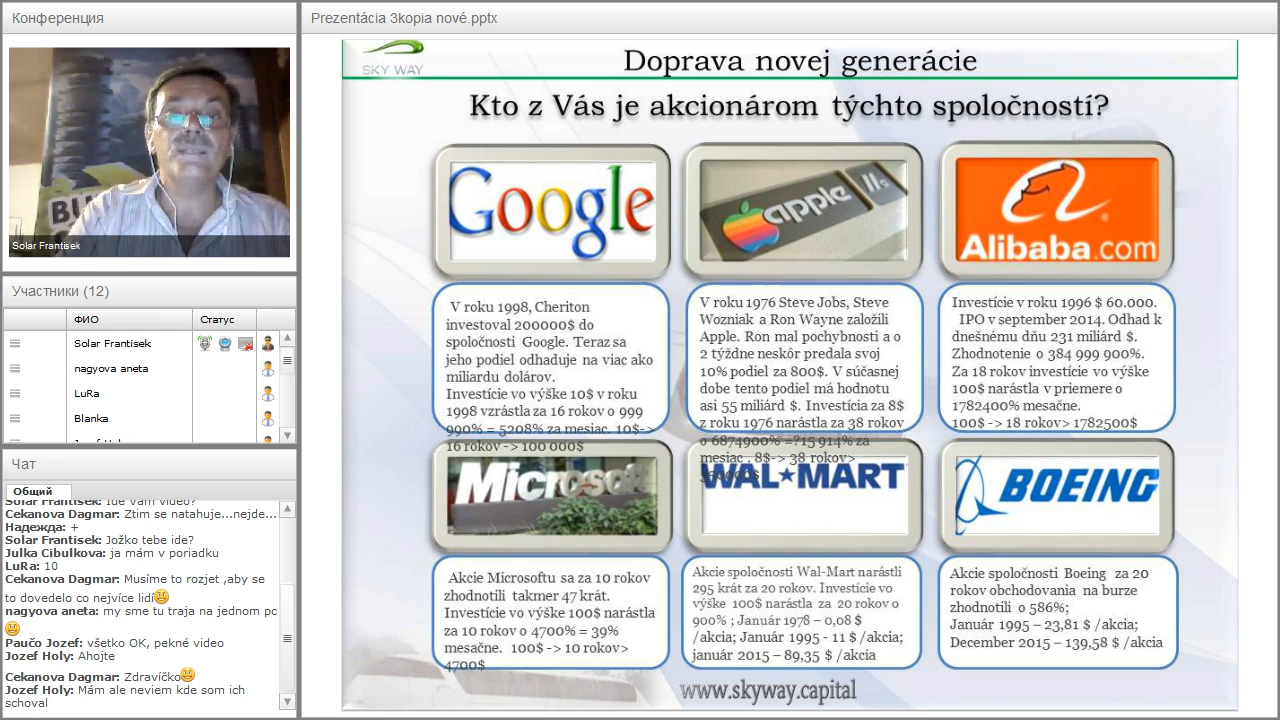 Конференция
Solar Frantisek
Участники (12)
ФИО
Статус
Solar Frantisek
nagyova aneta
LuRa
Blanka
Чат
Общий
Solar Frantisek: Ide Vám video?
Cekanova Dagmar: Ztim se natahuje...nejde...
Надежда: +
Solar Frantisek: Jožko tebe ide?
Julka Cibulkova: ja mám v poriadku
LuRa: 10
Cekanova Dagmar: Musíme to rozjet ,aby se
to dovedelo co nejvíce lidí
nagyova aneta: my sme tu traja na jednom pc
Paučo Jozef: všetko OK, pekné video
Jozef Holy: Ahojte
Cekanova Dagmar: Zdravíčko
Jozef Holy: Mám ale neviem kde som ich
schoval
Prezentácia 3kopia nové.pptx
SKY WAY
Doprava novej generácie
Kto z Vás je akcionárom týchto spoločností?
Google
apple
Alibaba.com
V roku 1998, Cheriton
investoval 200000$ do
spoločnosti Google. Teraz sa
jeho podiel odhaduje na viac ako
miliardu dolárov.
Investície vo výške 10$ v roku
1998 vzrástla za 16 rokov o 999
990% = 5208% za mesiac. 10$->
16 rokov -> 100 000$
V roku 1976 Steve Jobs, Steve
Wozniak a Ron Wayne založili
Apple. Ron mal pochybnosti a o
2 týždne neskôr predala svoj
10% podiel za 800$. V súčasnej
dobe tento podiel má hodnotu
asi 55 miliárd $. Investícia za 8$
z roku 1976 narástla za 38 rokov
o 6874900% =?15 914% za
mesiac . 8$-> 38 rokov>
Investície v roku 1996 $ 60.000.
IPO v september 2014. Odhad k
dnešnému dňu 231 miliárd $.
Zhodnotenie o 384 999 900%.
Za 18 rokov investície vo výške
100$ narástla v priemere o
1782400% mesačne.
100$ -> 18 rokov> 1782500$
Microsoft
WAL★MART
BOEING
Akcie Microsoftu sa za 10 rokov
zhodnotili takmer 47 krát.
Investície vo výške 100$ narástla
za 10 rokov o 4700% = 39%
mesačne. 100$ -> 10 rokov>
4700$
Akcie spoločnosti Wal-Mart narástli
295 krát za 20 rokov. Investície vo
výške 100$ narástla za 20 rokov o
900% ; Január 1978 – 0,08 $
/akcia; Január 1995 - 11 $ /akcia;
január 2015 – 89,35 $ /akcia
Akcie spoločnosti Boeing za 20
rokov obchodovania na burze
zhodnotili o 586%;
Január 1995 – 23,81 $ /akcia;
December 2015 – 139,58 $ /akcia
www.skyway.capital